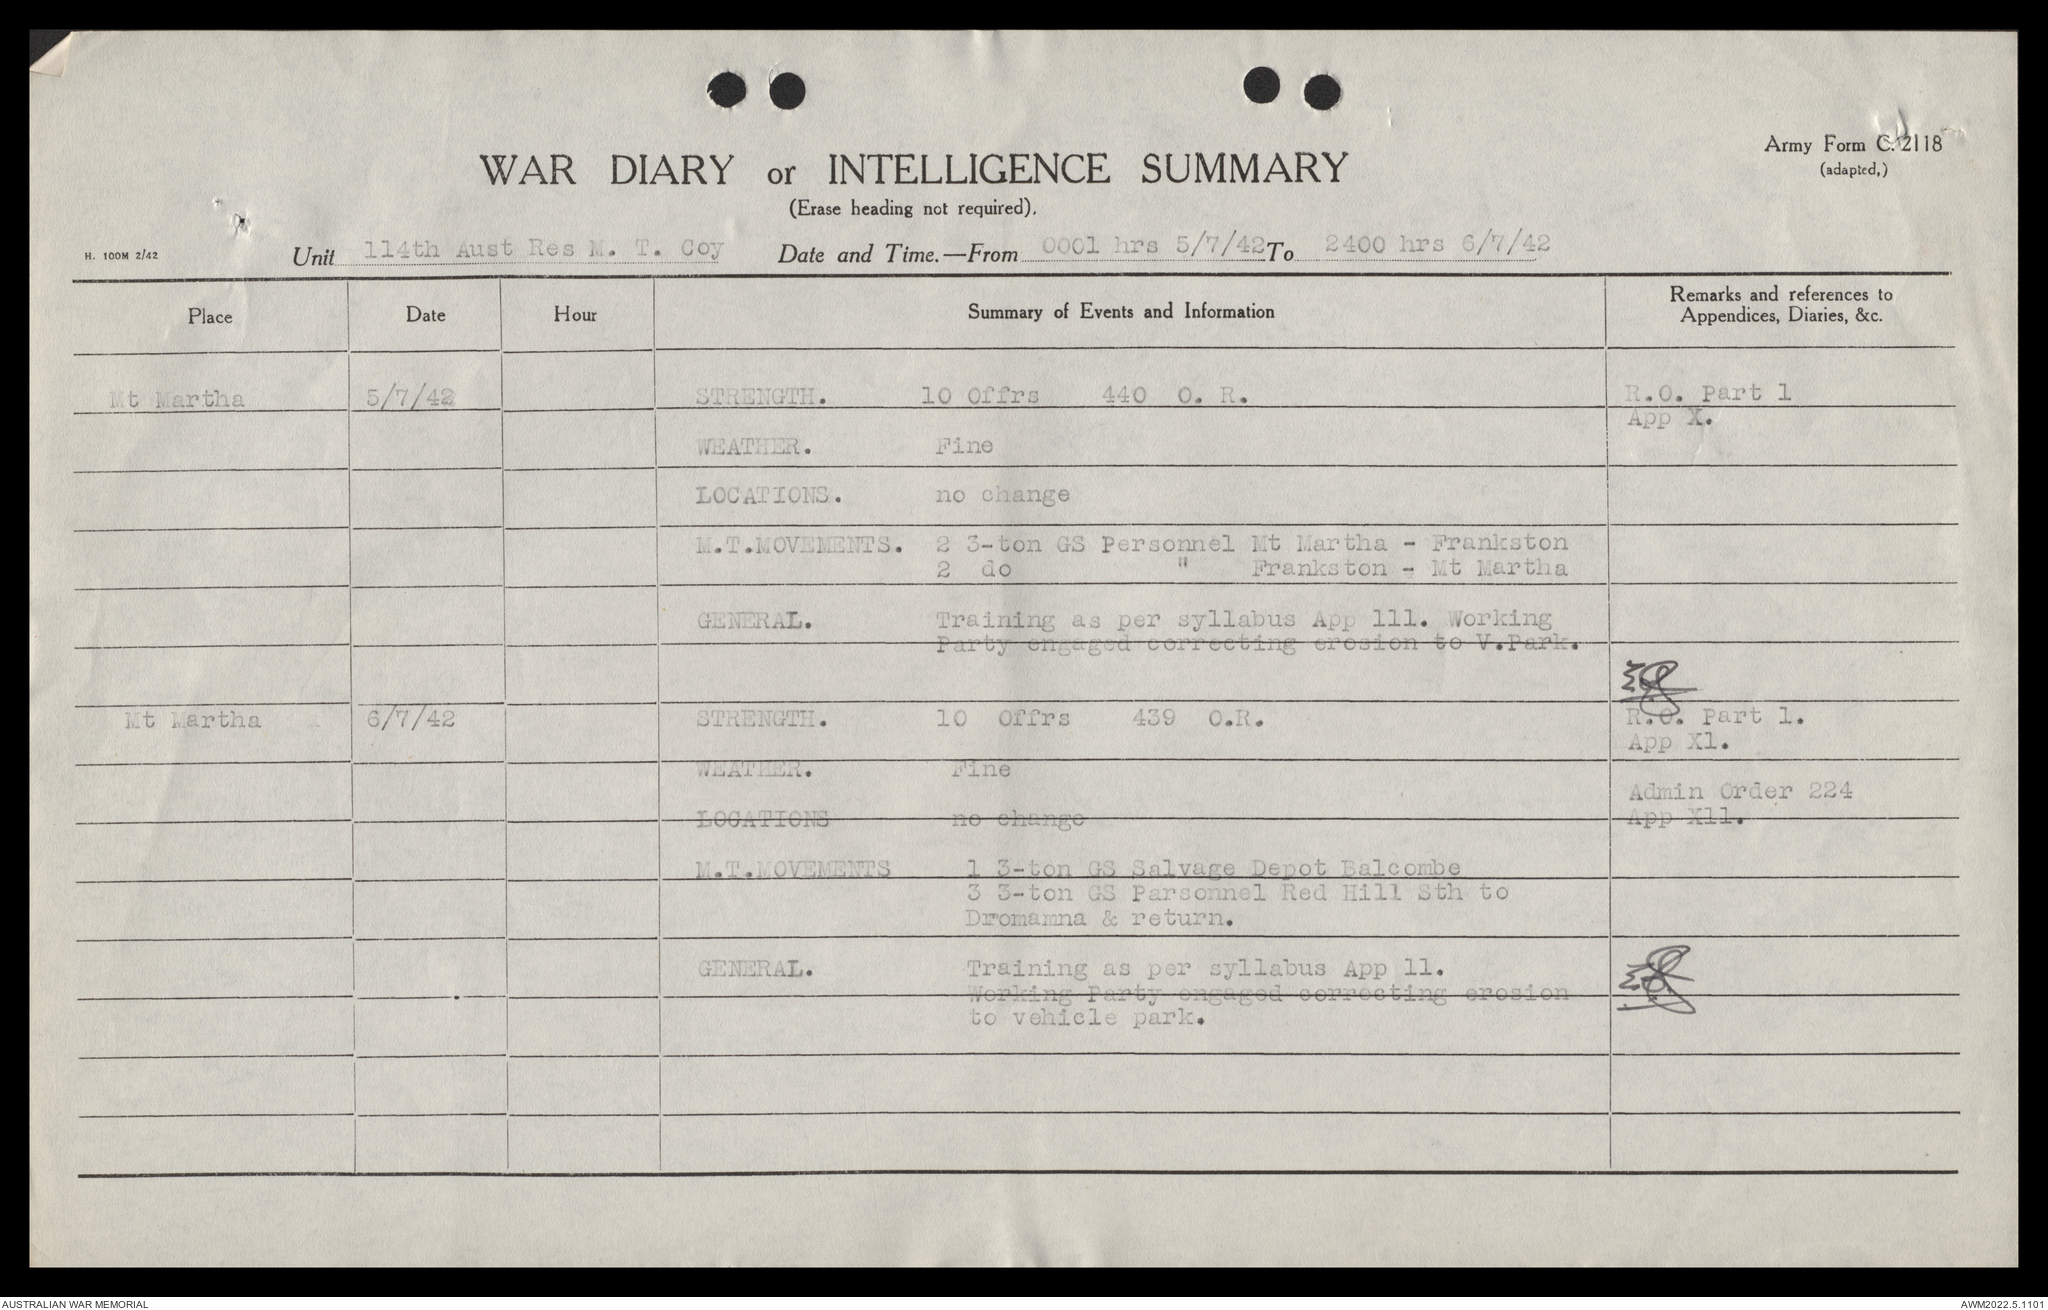 Army Form C. 2118
(adapted,)
WAR DIARY or INTELLIGENCE SUMMARY
(Erase heading not required).
H. 100M 2/42
Unit 114th Aust Res M. T. Coy Date and Time.—From 0001 hrs 5/7/42 To 2400 hrs 6/7/42
Place Date Hour Summary of Events and Information Remarks and references to
Appendices, Diaries, &c.
Mt Martha 5/7/42 STRENGTH. 10 Offrs 440 O. R. R.O. Part 1
App X.
WEATHER. Fine
LOCATIONS. no change
M.T.MOVEMENTS. 2 3-ton GS Personnel Mt Martha - Frankston
2 do " Frankston - Mt Martha
GENERAL. Training as per syllabus App 111. Working
Party engaged correcting erosion to V.Park.
Mt Martha 6/7/42 STRENGTH. 10 Offrs 439 O.R. R.O. Part 1.
App X1.
WEATHER. Fine
Admin Order 224
LOCATIONS no change App X11.
M.T.MOVEMENTS 1 3-ton GS Salvage Depot Balcombe
3 3-ton GS Parsonnel Red Hill Sth to
Dromamna & return.
GENERAL. Training as per syllabus App 11.
Working Party engaged correcting erosion
to vehicle park.
AUSTRALIAN WAR MEMORIAL
AWM2022.5.1101